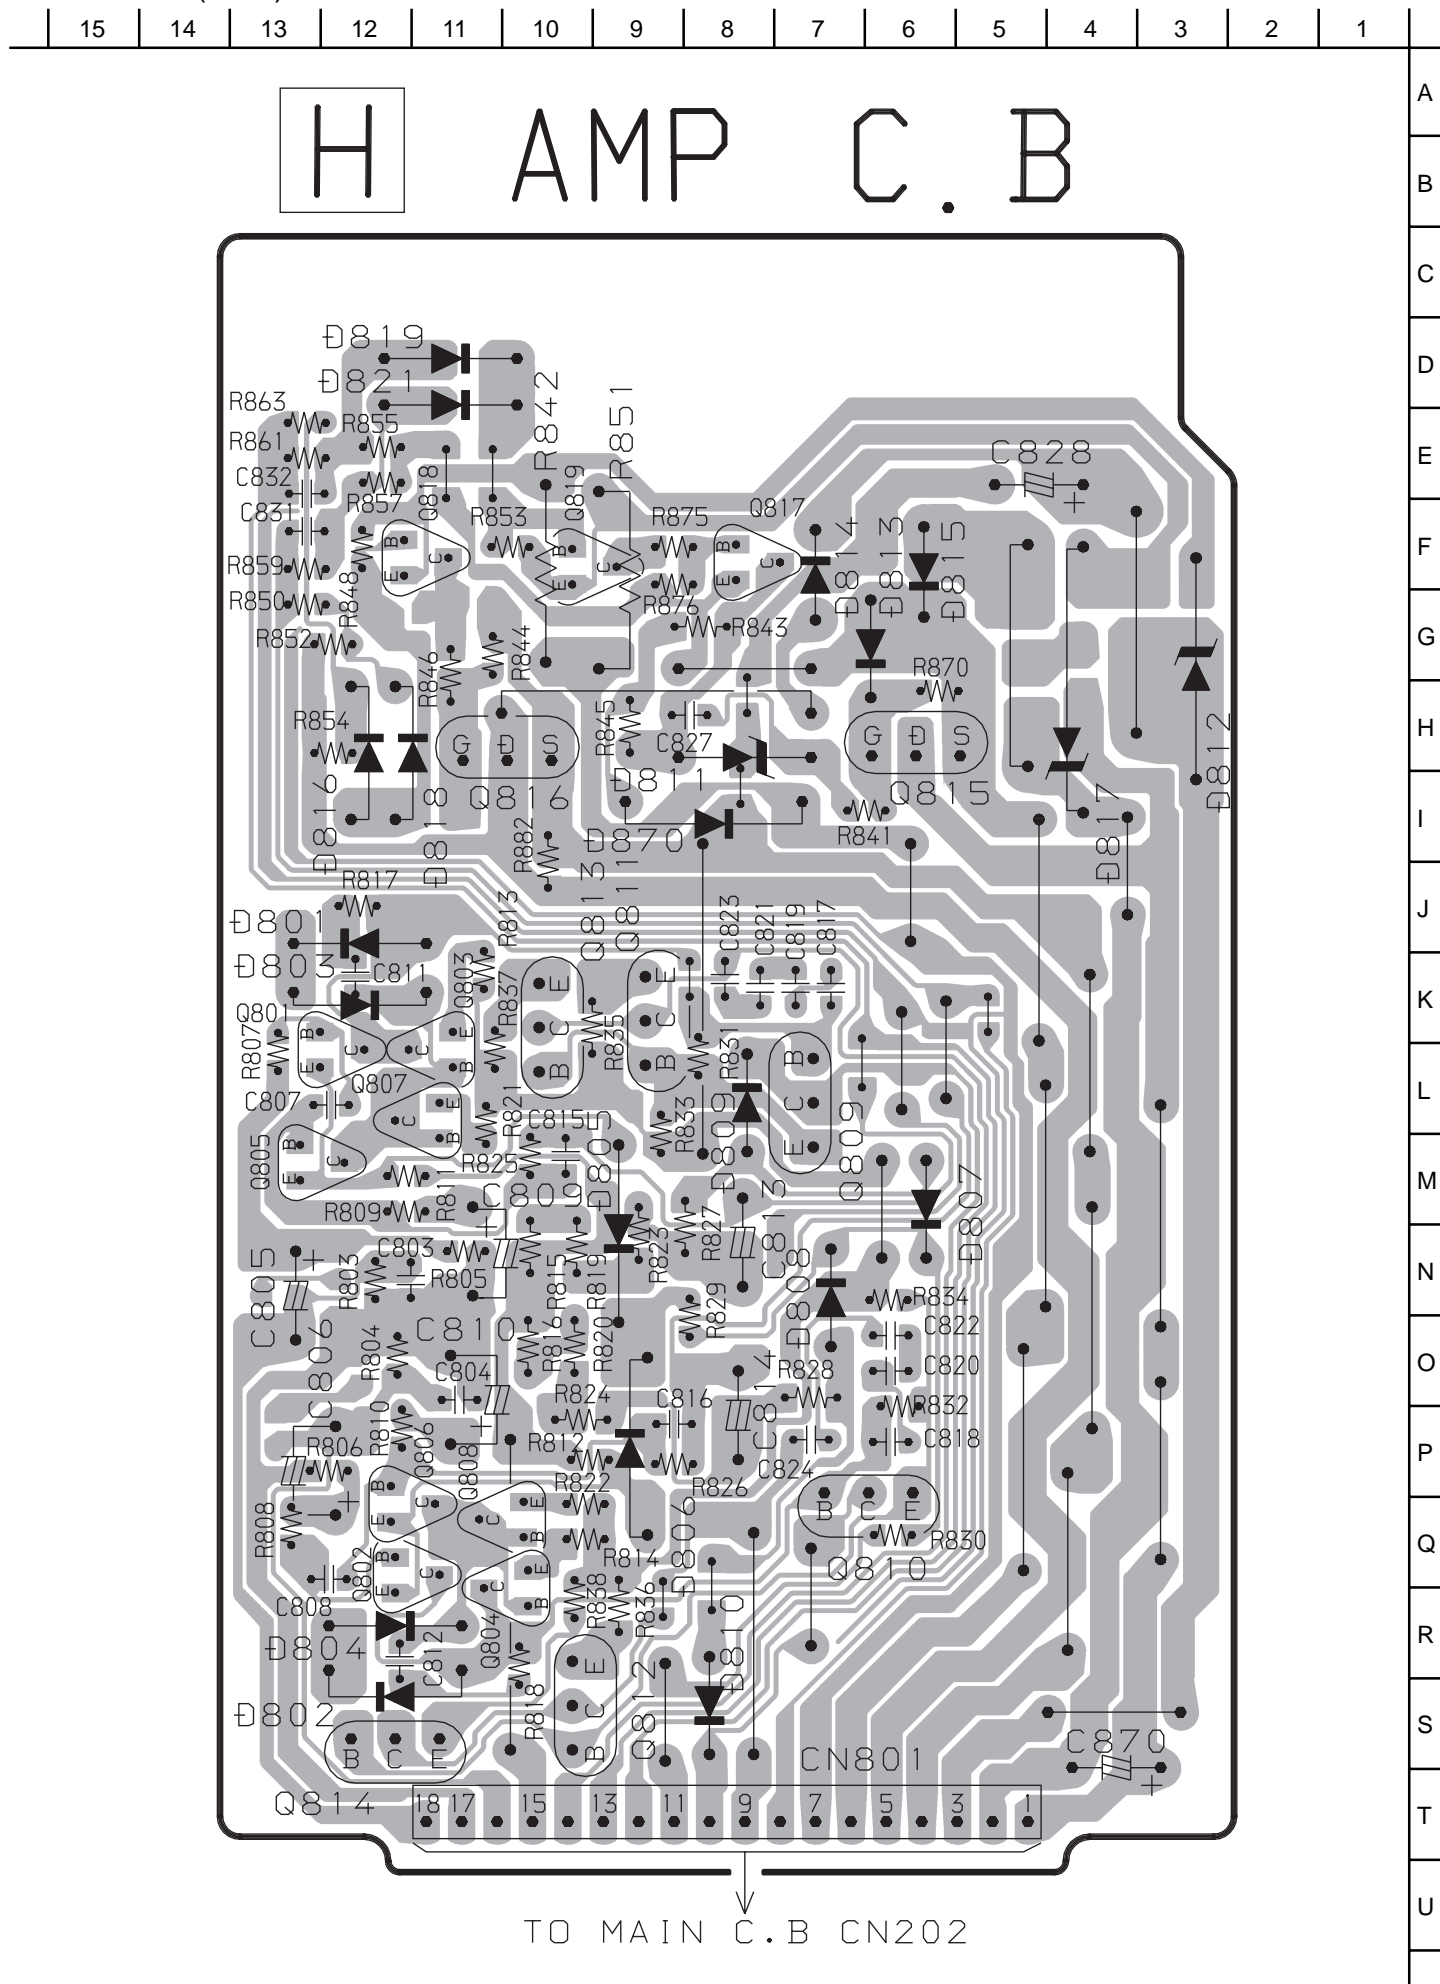 15 14 13 12 11 10 9 8 7 6 5 4 3 2 1
A
B
C
D
E
F
G
H
I
J
K
L
M
N
O
P
Q
R
S
T
U
H AMP C.B
D819
D821
R842
R851
R863
R855
R861
C832
R857
Q818
Q819
C828
+
C831
R853
R875
Q817
D814
D813
D815
B
E
C
B
E
C
B
E
C
R859
R848
R850
R876
R852
R843
R846
R844
R870
R854
R845
C827
G D S
G D S
D812
D811
D816
D818
Q816
Q815
D817
R882
D870
R841
R817
R813
Q813
Q811
D801
D803
C811
Q803
C823
C821
C819
C817
R837
E
C
B
E
C
B
Q801
R807
B
E
C
C
E
B
R835
R831
B
C
E
Q807
C807
C
E
B
R821
C815
R833
D809
Q809
Q805
B
E
C
R825
D805
R811
C809
R809
+
R827
C813
D807
C805
+
R803
C803
R805
R815
R819
R823
D808
R829
R834
C810
C822
C806
R804
R816
R820
C820
C804
R828
R824
C816
C814
R832
R810
+
R806
Q806
Q808
R812
C824
C818
R822
R826
+
B C E
R808
B
E
C
C
E
B
D806
R830
R814
Q810
Q802
B
E
C
C
E
B
C808
R838
R836
D804
C812
Q804
D810
E
C
B
R818
Q812
D802
B C E
C870
+
CN801
Q814
18 17 15 13 11 9 7 5 3 1
TO MAIN C.B CN202